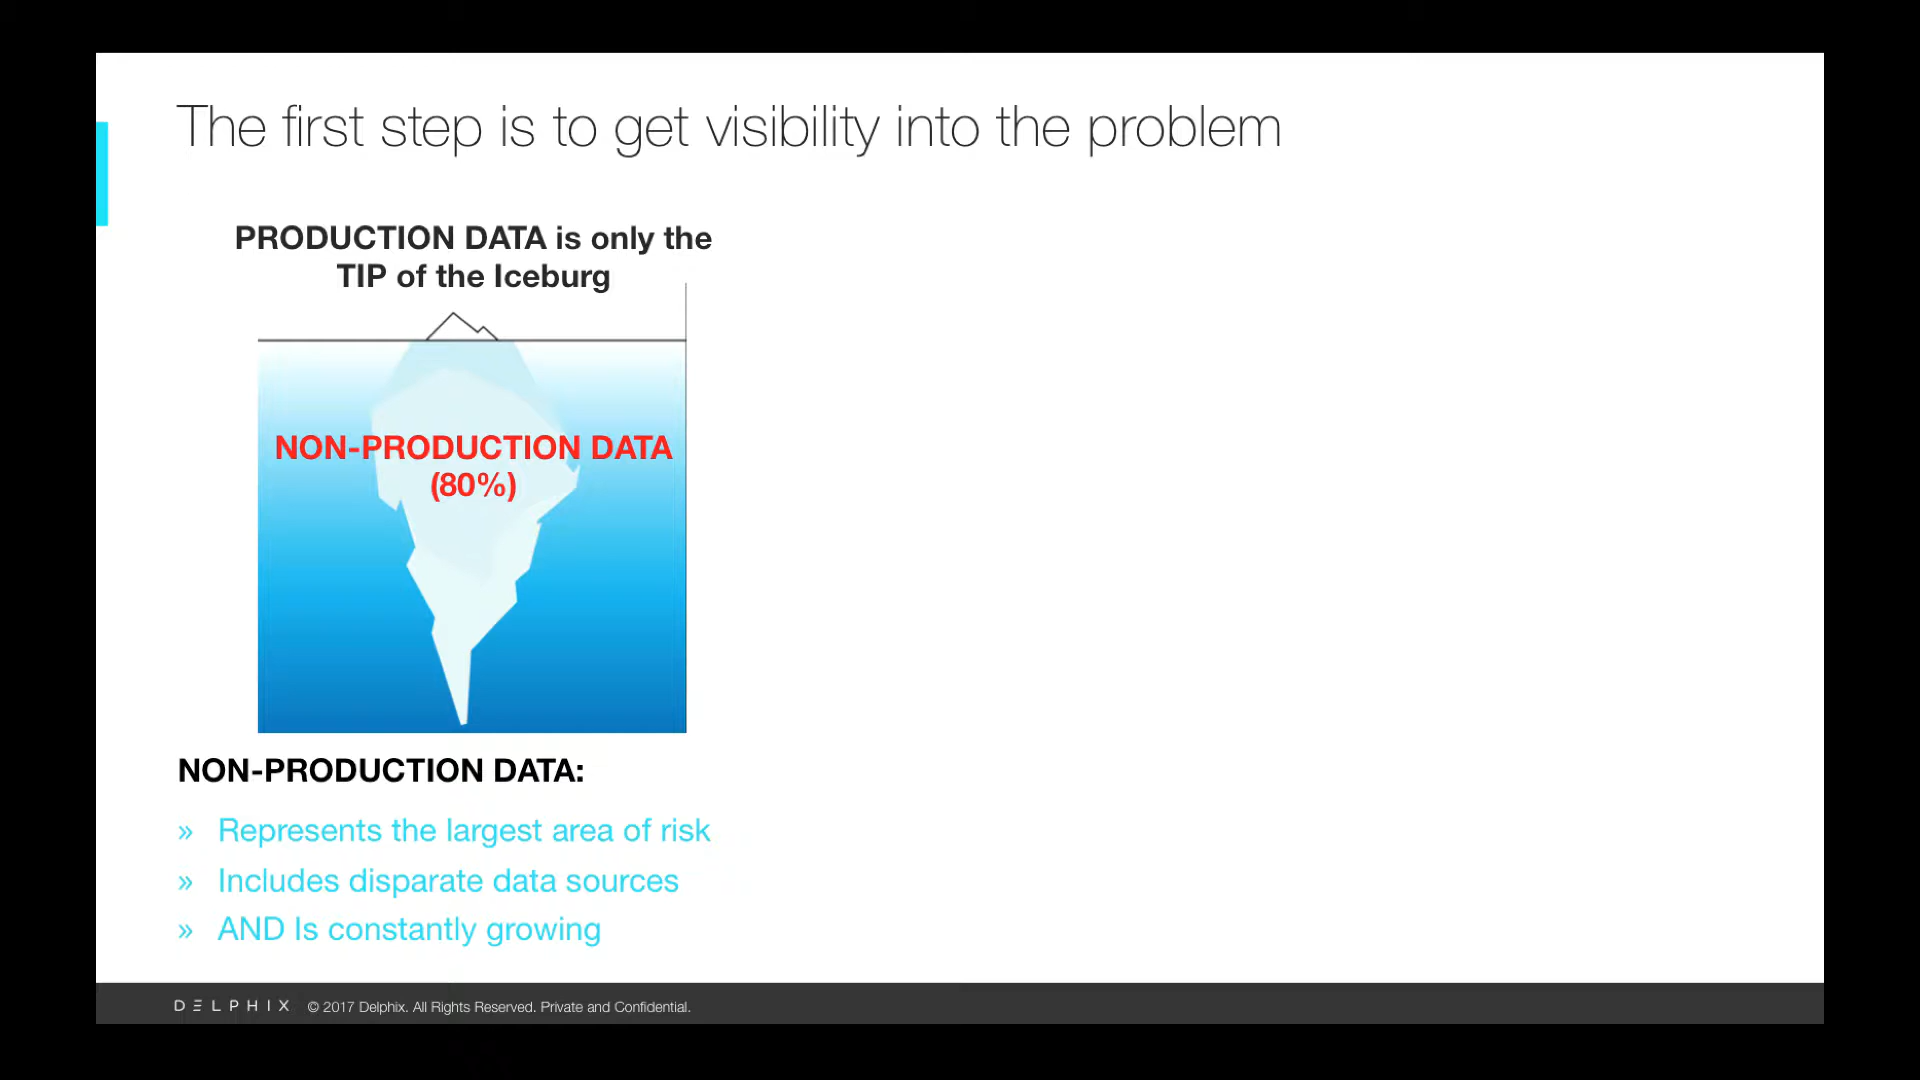 The first step is to get visibility into the problem
PRODUCTION DATA is only the
TIP of the Iceburg
NON-PRODUCTION DATA
(80%)
NON-PRODUCTION DATA:
» Represents the largest area of risk
» Includes disparate data sources
» AND Is constantly growing
DELPHIX © 2017 Delphix. All Rights Reserved. Private and Confidential.